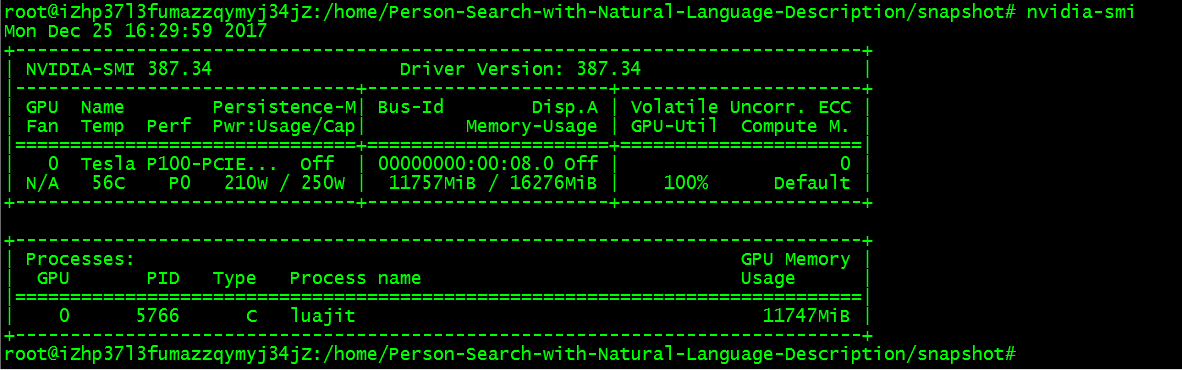 root@iZhp37l3fumazzqymyj34jZ:/home/Person-Search-with-Natural-Language-Description/snapshot# nvidia-smi
Mon Dec 25 16:29:59 2017
+-----------------------------------------------------------------------------+
| NVIDIA-SMI 387.34                 Driver Version: 387.34                    |
|-------------------------------+----------------------+----------------------+
| GPU  Name        Persistence-M| Bus-Id        Disp.A | Volatile Uncorr. ECC |
| Fan  Temp  Perf  Pwr:Usage/Cap|         Memory-Usage | GPU-Util  Compute M. |
|===============================+======================+======================|
|   0  Tesla P100-PCIE...  Off  | 00000000:00:08.0 Off |                    0 |
| N/A   56C    P0   210W / 250W |  11757MiB / 16276MiB |    100%      Default |
+-------------------------------+----------------------+----------------------+

+-----------------------------------------------------------------------------+
| Processes:                                                       GPU Memory |
|  GPU       PID   Type   Process name                             Usage      |
|=============================================================================|
|    0      5766      C   luajit                                     11747MiB |
+-----------------------------------------------------------------------------+
root@iZhp37l3fumazzqymyj34jZ:/home/Person-Search-with-Natural-Language-Description/snapshot#